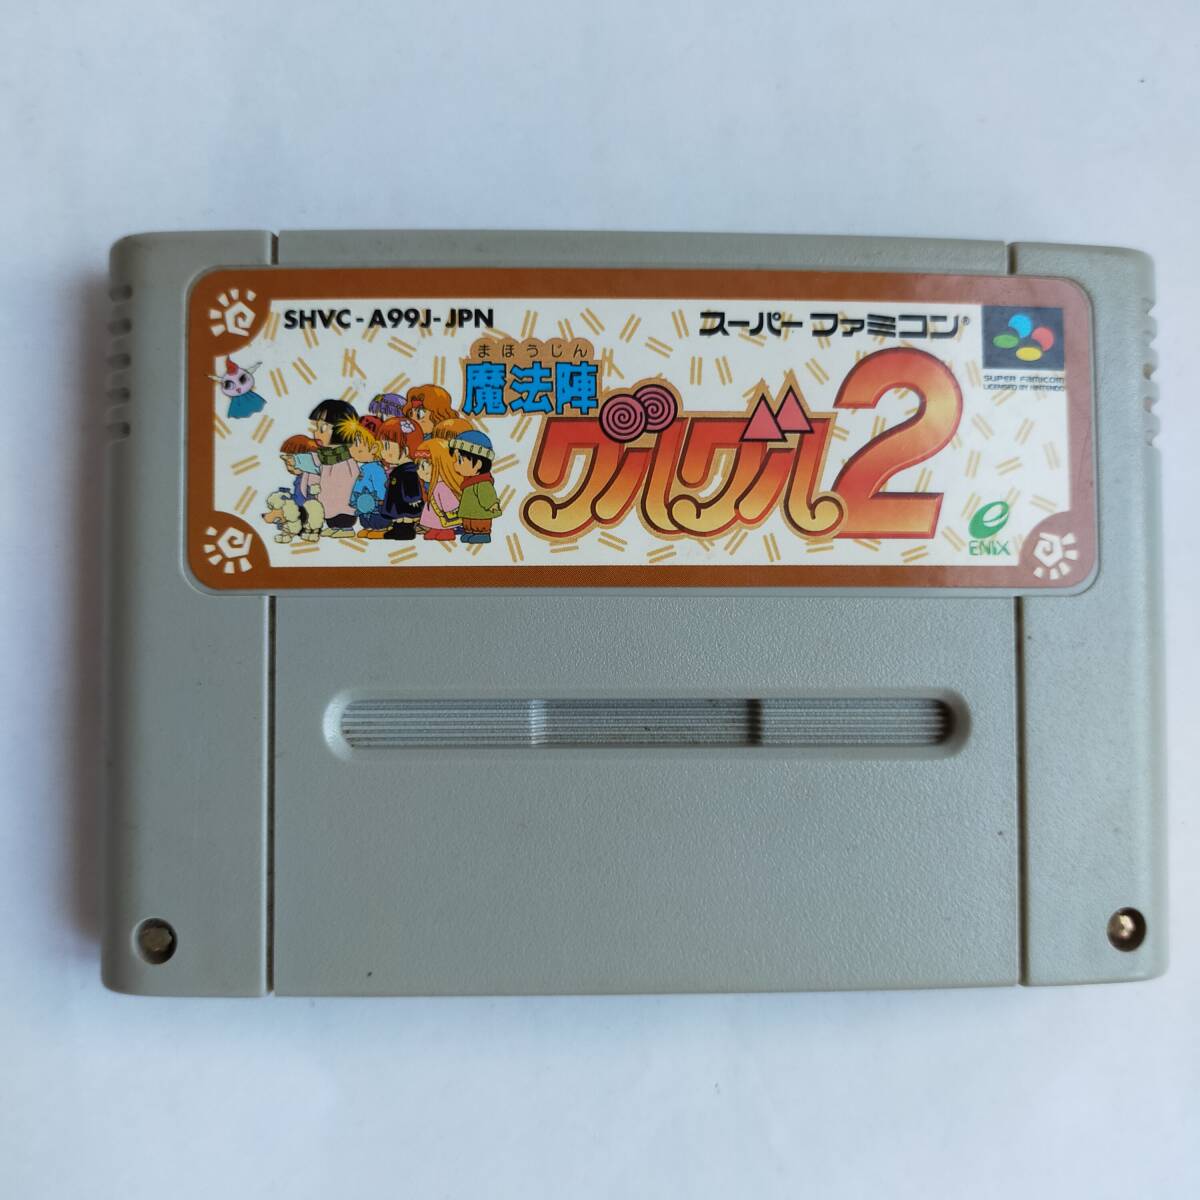 SHVC-A99J-JPN
スーパーファミコン®
SUPER FAMICOM
LICENSED BY NINTENDO
まほうじん
魔法陣
グルグル2
ENIX